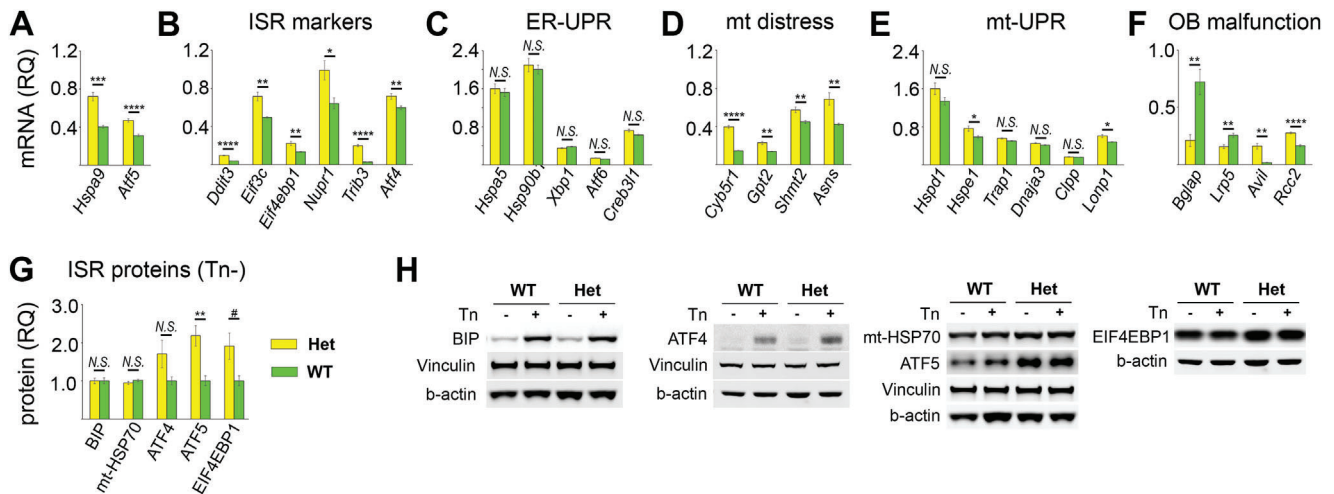 A
B ISR markers
C ER-UPR
D mt distress
E mt-UPR
F OB malfunction
mRNA (RQ)
1.2
0.8
0.4
***
****
Hspa9
Atf5
1.2
0.8
0.4
****
**
**
*
****
**
Ddit3
Eif3c
Eif4ebp1
Nupr1
Trib3
Atf4
2.4
1.6
0.8
N.S.
N.S.
N.S.
N.S.
N.S.
Hspa5
Hsp90b1
Xbp1
Atf6
Creb3l1
1.2
0.8
0.4
****
**
**
**
Cyb5r1
Gpt2
Shmt2
Asns
2.4
1.6
0.8
N.S.
*
N.S.
N.S.
N.S.
*
Hspd1
Hspe1
Trap1
Dnaja3
Clpp
Lonp1
1.0
0.5
**
**
**
****
Bglap
Lrp5
Avil
Rcc2
G ISR proteins (Tn-)
protein (RQ)
3.0
2.0
1.0
N.S.
N.S.
N.S.
**
#
BIP
mt-HSP70
ATF4
ATF5
EIF4EBP1
Het
WT
H
WT Het
Tn - + - +
BIP
Vinculin
b-actin
WT Het
Tn - + - +
ATF4
Vinculin
b-actin
WT Het
Tn - + - +
mt-HSP70
ATF5
Vinculin
b-actin
WT Het
Tn - + - +
EIF4EBP1
b-actin